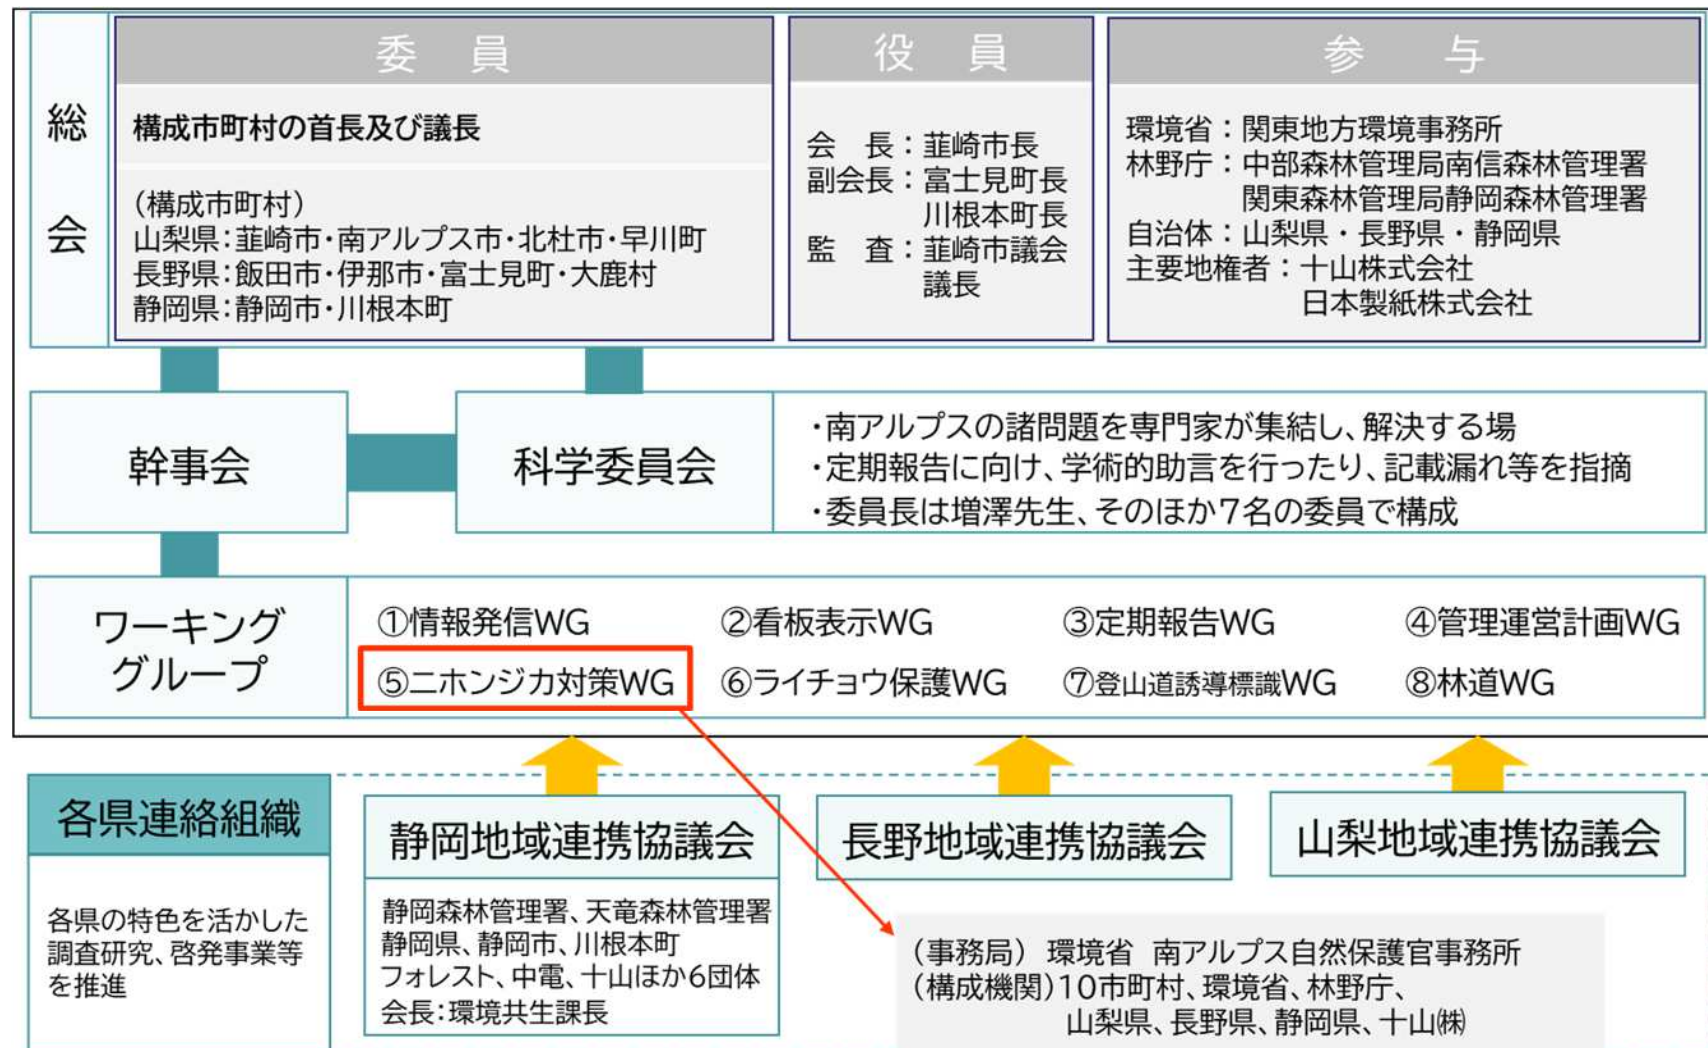 総会
委員
構成市町村の首長及び議長
(構成市町村)
山梨県:韮崎市・南アルプス市・北杜市・早川町
長野県:飯田市・伊那市・富士見町・大鹿村
静岡県:静岡市・川根本町
役員
会　長：韮崎市長
副会長：富士見町長
川根本町長
監　査：韮崎市議会
議長
参与
環境省：関東地方環境事務所
林野庁：中部森林管理局南信森林管理署
関東森林管理局静岡森林管理署
自治体：山梨県・長野県・静岡県
主要地権者：十山株式会社
日本製紙株式会社
幹事会
科学委員会
・南アルプスの諸問題を専門家が集結し、解決する場
・定期報告に向け、学術的助言を行ったり、記載漏れ等を指摘
・委員長は増澤先生、そのほか7名の委員で構成
ワーキング
グループ
①情報発信WG　②看板表示WG　③定期報告WG　④管理運営計画WG
⑤ニホンジカ対策WG　⑥ライチョウ保護WG　⑦登山道誘導標識WG　⑧林道WG
各県連絡組織
各県の特色を活かした
調査研究、啓発事業等
を推進
静岡地域連携協議会
静岡森林管理署、天竜森林管理署
静岡県、静岡市、川根本町
フォレスト、中電、十山ほか6団体
会長:環境共生課長
長野地域連携協議会
山梨地域連携協議会
(事務局) 環境省 南アルプス自然保護官事務所
(構成機関)10市町村、環境省、林野庁、
山梨県、長野県、静岡県、十山㈱